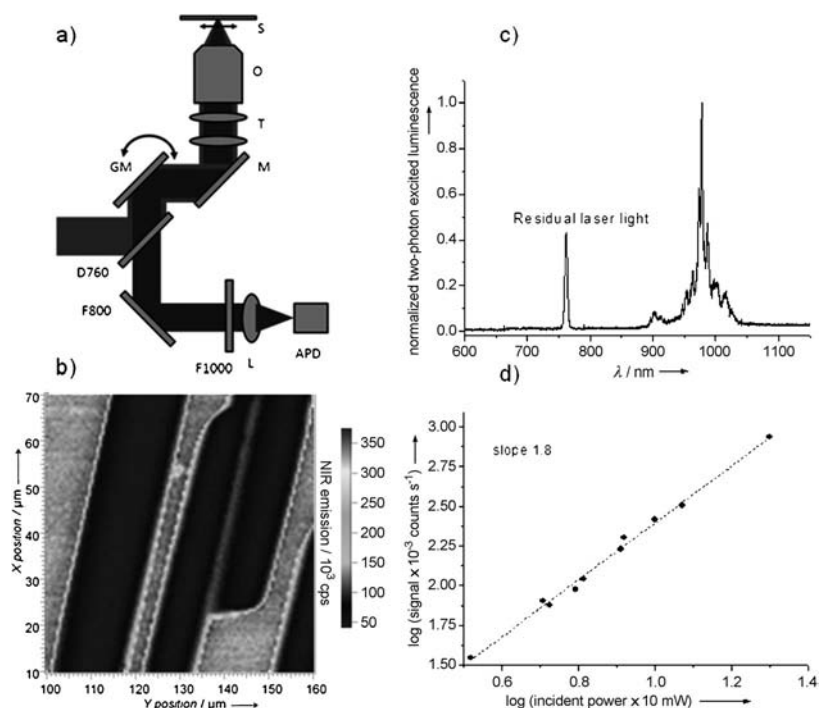 a)
S
O
T
GM
M
D760
F800
F1000
L
APD
b)
70
60
50
40
30
20
10
X position / µm
100 110 120 130 140 150 160
Y position / µm
350
300
250
200
150
100
50
NIR emission / 10³ cps
c)
normalized two-photon excited luminescence
1.0
0.8
0.6
0.4
0.2
0.0
Residual laser light
600 700 800 900 1000 1100
λ / nm
d)
log (signal x 10⁻³ counts s⁻¹)
3.00
2.75
2.50
2.25
2.00
1.75
1.50
slope 1.8
0.6 0.8 1.0 1.2 1.4
log (incident power x 10 mW)